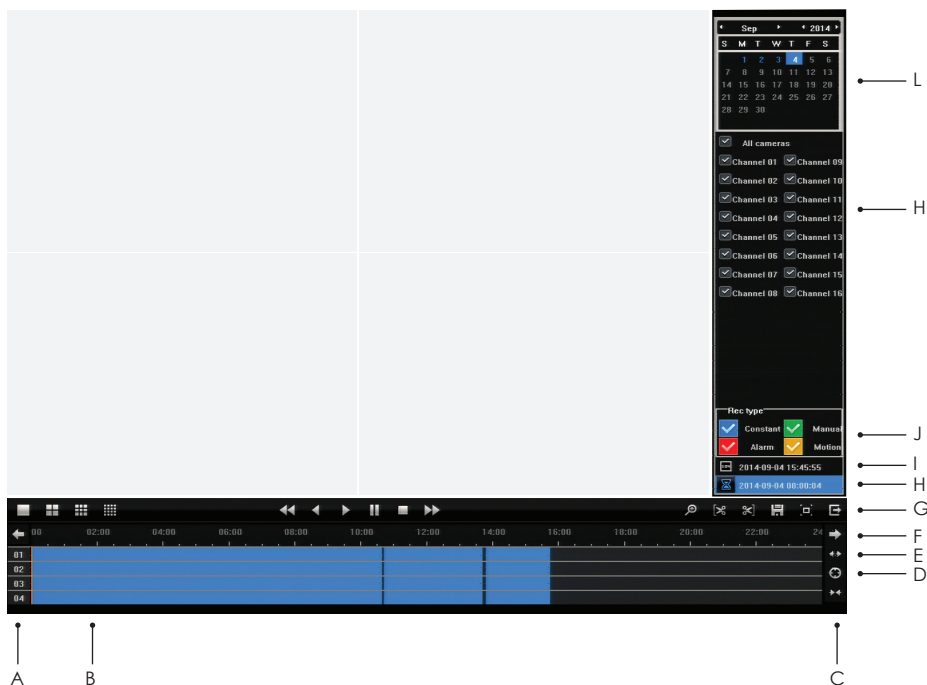 Sep 2014
S M T W T F S
1 2 3 4 5 6
7 8 9 10 11 12 13
14 15 16 17 18 19 20
21 22 23 24 25 26 27
28 29 30
L
All cameras
Channel 01 Channel 09
Channel 02 Channel 10
Channel 03 Channel 11
H
Channel 04 Channel 12
Channel 05 Channel 13
Channel 06 Channel 14
Channel 07 Channel 15
Channel 08 Channel 16
Rec type
Constant Manual
J
Alarm Motion
2014-09-04 15:45:55
I
2014-09-04 00:00:04
H
G
00 02:00 04:00 06:00 08:00 10:00 12:00 14:00 16:00 18:00 20:00 22:00 24
F
01
E
02
D
03
04
A B C